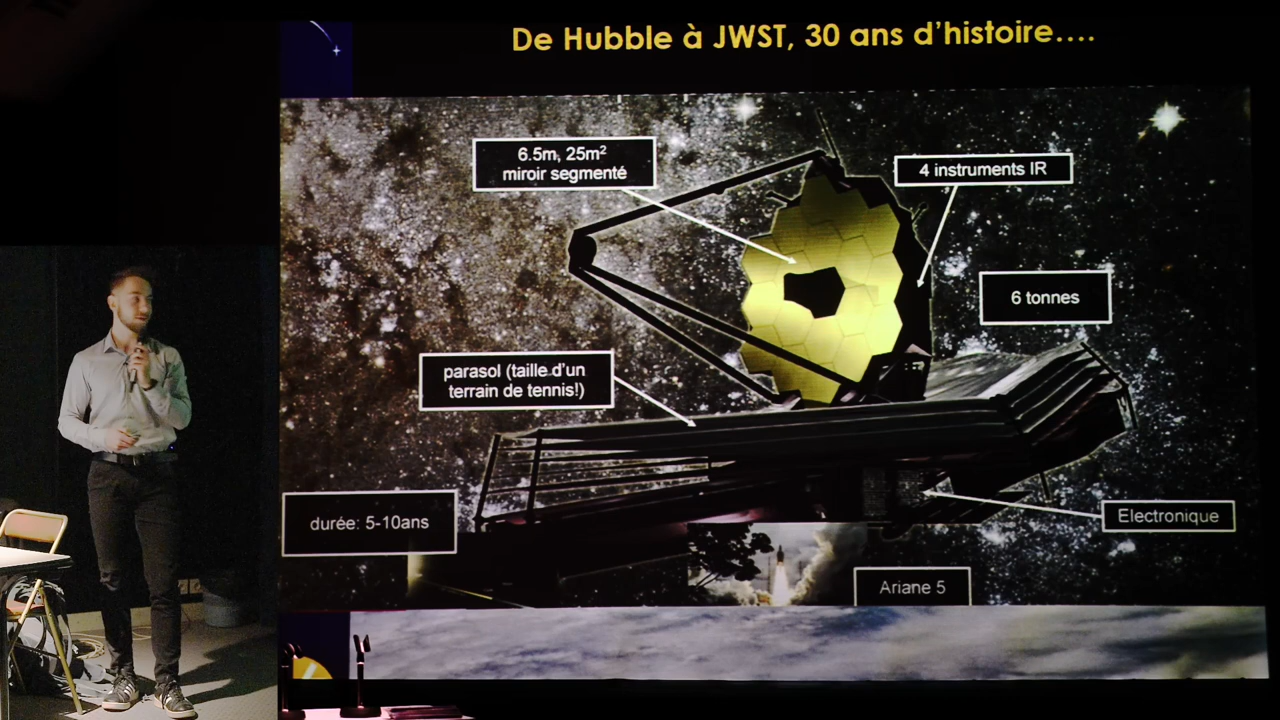 De Hubble à JWST, 30 ans d'histoire....
6.5m, 25m²
miroir segmenté
4 instruments IR
6 tonnes
parasol (taille d'un
terrain de tennis!)
durée: 5-10ans
Electronique
Ariane 5